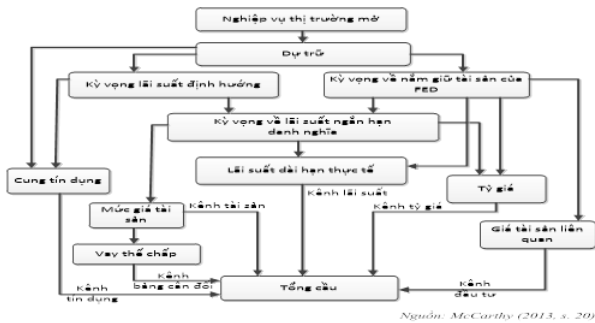 Nghiệp vụ thị trường mở
Dự trữ
Kỳ vọng lãi suất định hướng
Kỳ vọng về nắm giữ tài sản của
FED
Kỳ vọng về lãi suất ngắn hạn
danh nghĩa
Lãi suất dài hạn thực tế
Cung tín dụng
Tỷ giá
Kênh lãi suất
Mức giá tài
sản
Kênh tài sản
Kênh tỷ giá
Giá tài sản liên
quan
Vay thế chấp
Kênh
bảng cân đối
Tổng cầu
Kênh
đầu tư
Kênh
tín dụng
Nguồn: McCarthy (2013, s. 20)